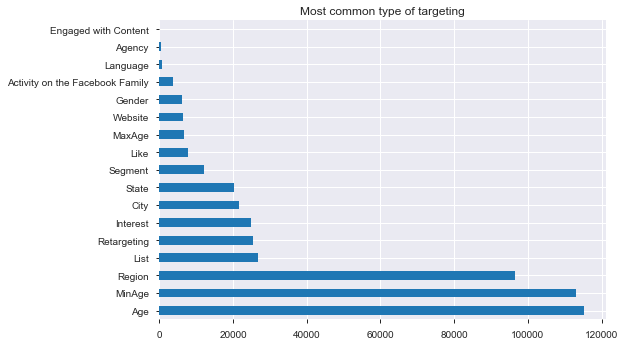 Most common type of targeting
Engaged with Content
Agency
Language
Activity on the Facebook Family
Gender
Website
MaxAge
Like
Segment
State
City
Interest
Retargeting
List
Region
MinAge
Age
0 20000 40000 60000 80000 100000 120000